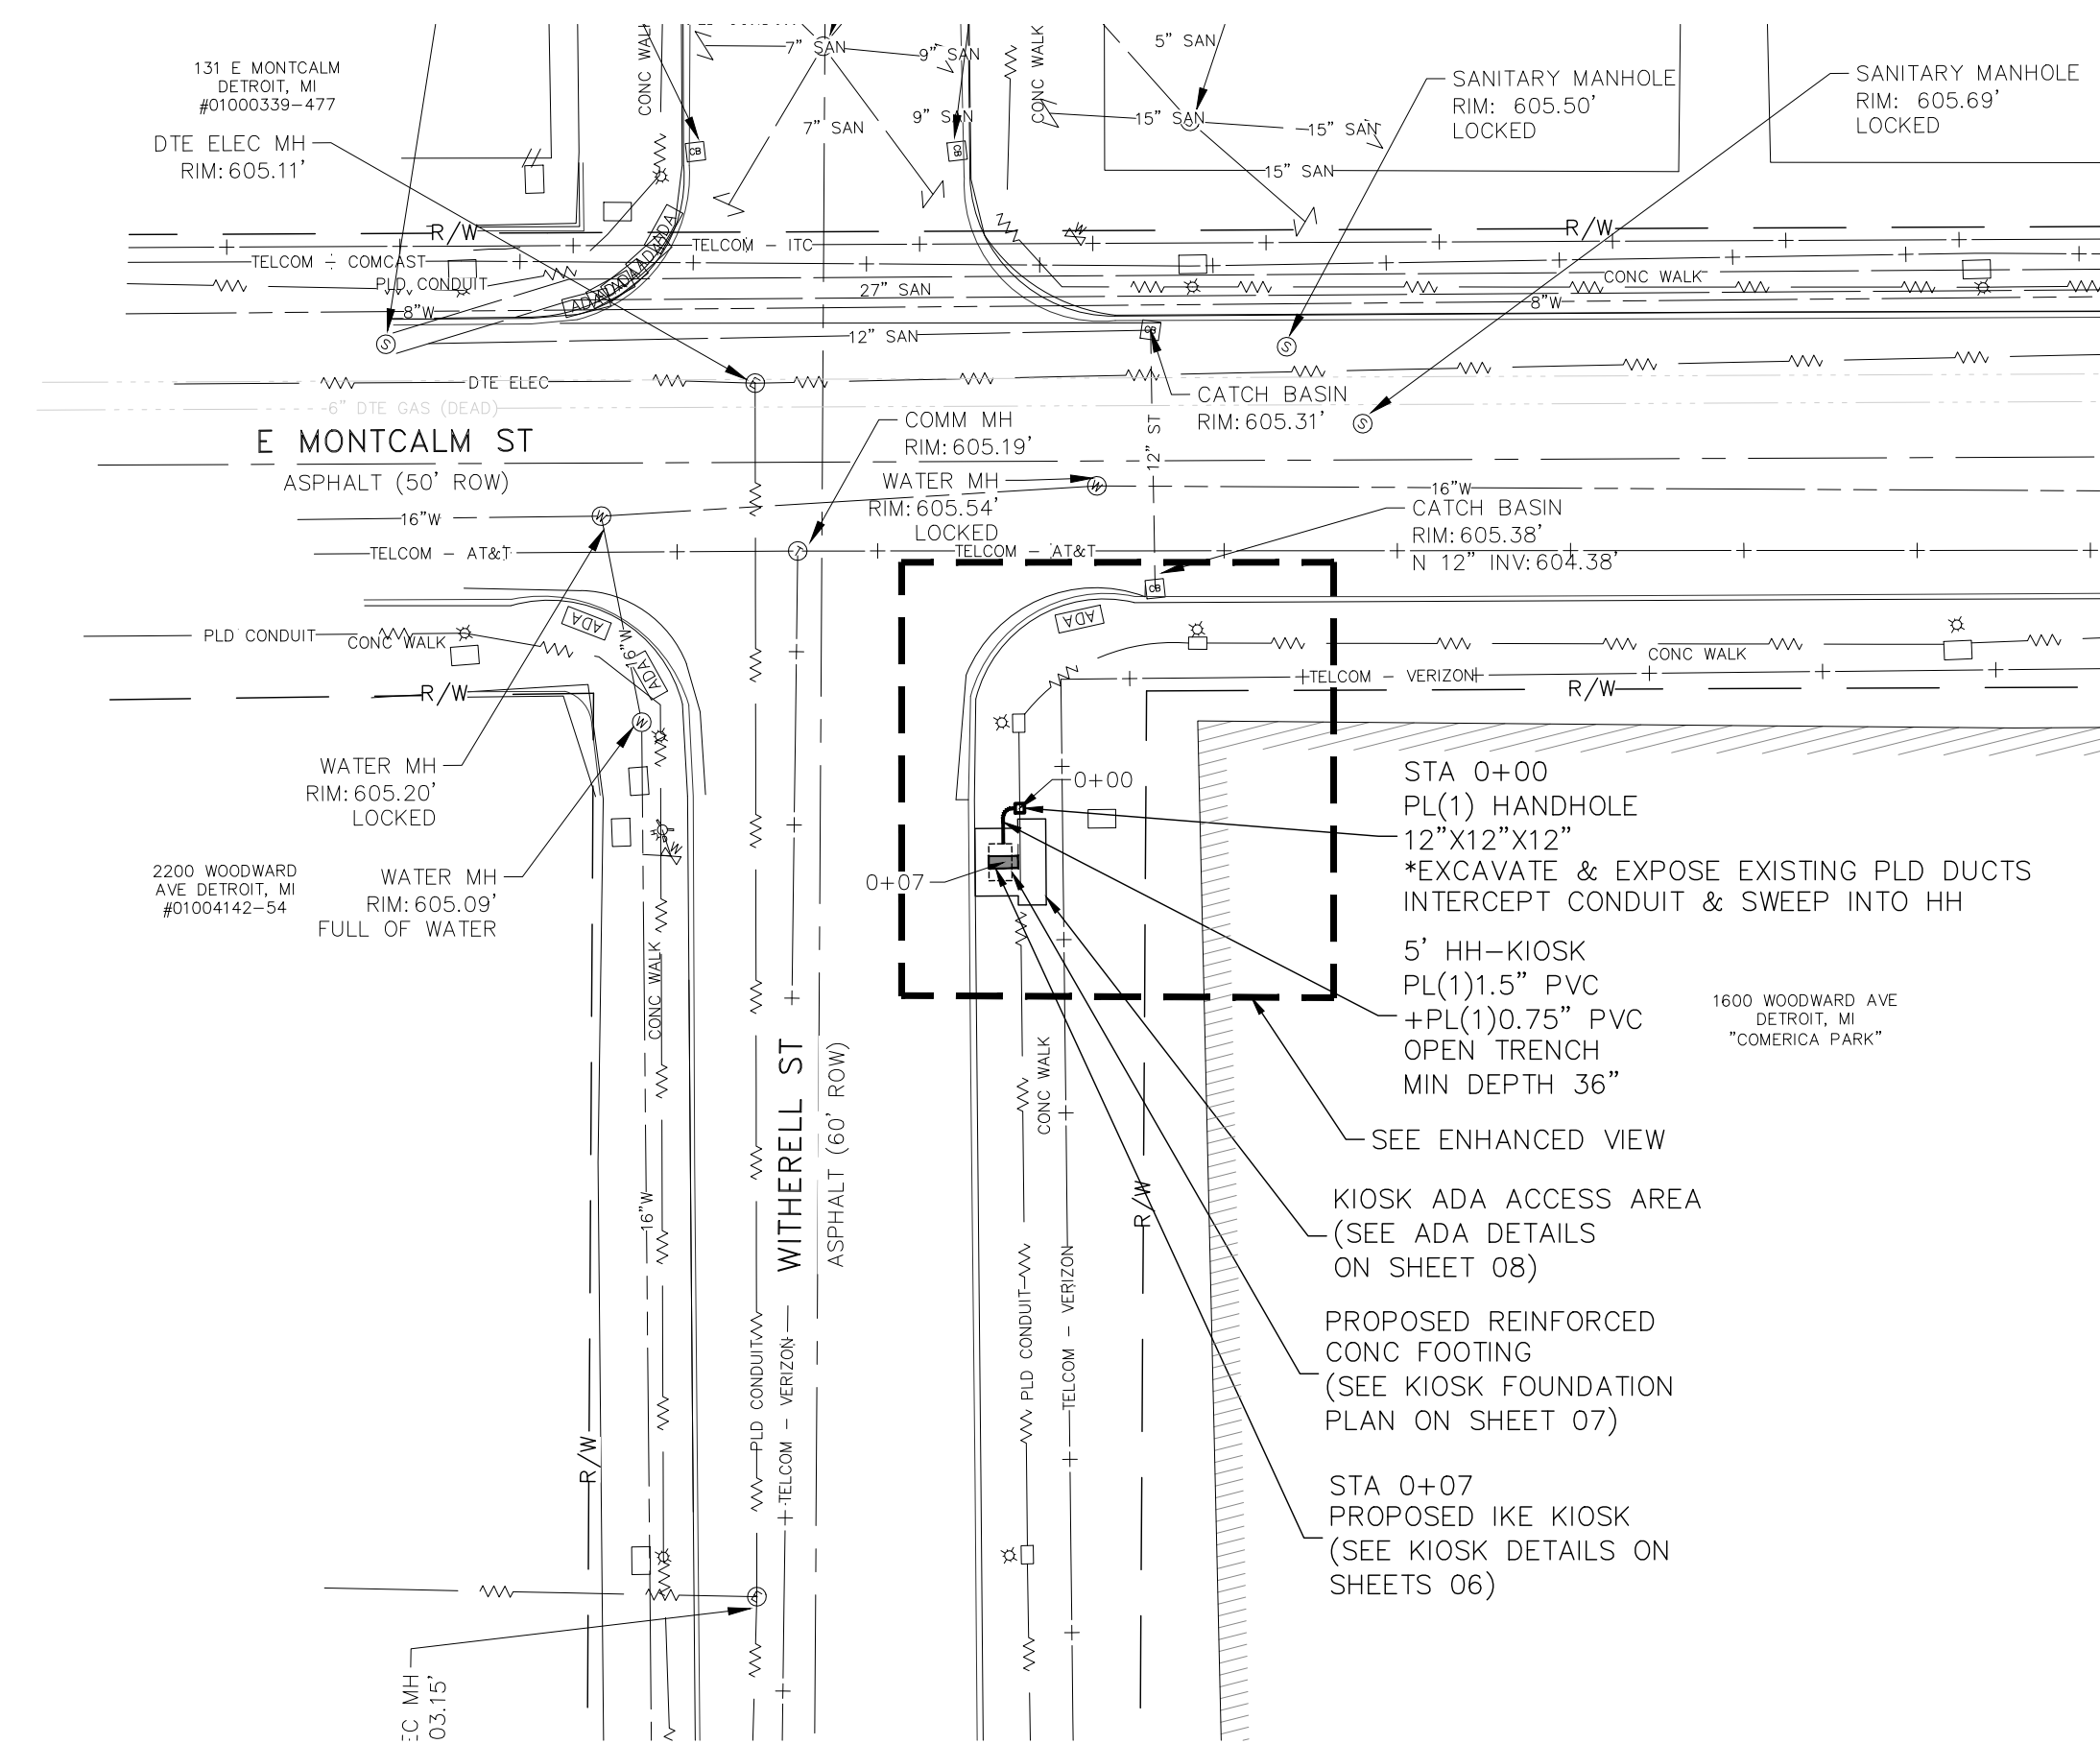 CONC WALK
7" SAN
9" SAN
CONC WALK
5" SAN
131 E MONTCALM
DETROIT, MI
#01000339-477
DTE ELEC MH
RIM: 605.11'
7" SAN
9" SAN
15" SAN
15" SAN
15" SAN
SANITARY MANHOLE
RIM: 605.50'
LOCKED
SANITARY MANHOLE
RIM: 605.69'
LOCKED
CB
CB
R/W
TELCOM - ITC
R/W
W
TELCOM - COMCAST
ADA
ADA
ADA
ADA
ADA
PLD CONDUIT
27" SAN
CONC WALK
8"W
8"W
12" SAN
CB
S
S
DTE ELEC
E
6" DTE GAS (DEAD)
CATCH BASIN
RIM: 605.31'
S
COMM MH
RIM: 605.19'
E MONTCALM ST
ASPHALT (50' ROW)
12" ST
WATER MH
RIM: 605.54'
LOCKED
W
16"W
16"W
W
CATCH BASIN
RIM: 605.38'
N 12" INV: 604.38'
TELCOM - AT&T
T
TELCOM - AT&T
CB
ADA
ADA
PLD CONDUIT
CONC WALK
16"W
ADA
CONC WALK
TELCOM - VERIZON
R/W
R/W
W
WATER MH
RIM: 605.20'
LOCKED
0+00
STA 0+00
PL(1) HANDHOLE
12"X12"X12"
*EXCAVATE & EXPOSE EXISTING PLD DUCTS
INTERCEPT CONDUIT & SWEEP INTO HH
W
2200 WOODWARD
AVE DETROIT, MI
#01004142-54
WATER MH
RIM: 605.09'
FULL OF WATER
0+07
5' HH-KIOSK
PL(1)1.5" PVC
+PL(1)0.75" PVC
OPEN TRENCH
MIN DEPTH 36"
1600 WOODWARD AVE
DETROIT, MI
"COMERICA PARK"
CONC WALK
WITHERELL ST
ASPHALT (60' ROW)
CONC WALK
SEE ENHANCED VIEW
16"W
R/W
KIOSK ADA ACCESS AREA
(SEE ADA DETAILS
ON SHEET 08)
PLD CONDUIT
TELCOM - VERIZON
PLD CONDUIT
TELCOM - VERIZON
PROPOSED REINFORCED
CONC FOOTING
(SEE KIOSK FOUNDATION
PLAN ON SHEET 07)
R/W
STA 0+07
PROPOSED IKE KIOSK
(SEE KIOSK DETAILS ON
SHEETS 06)
E
EC MH
03.15'